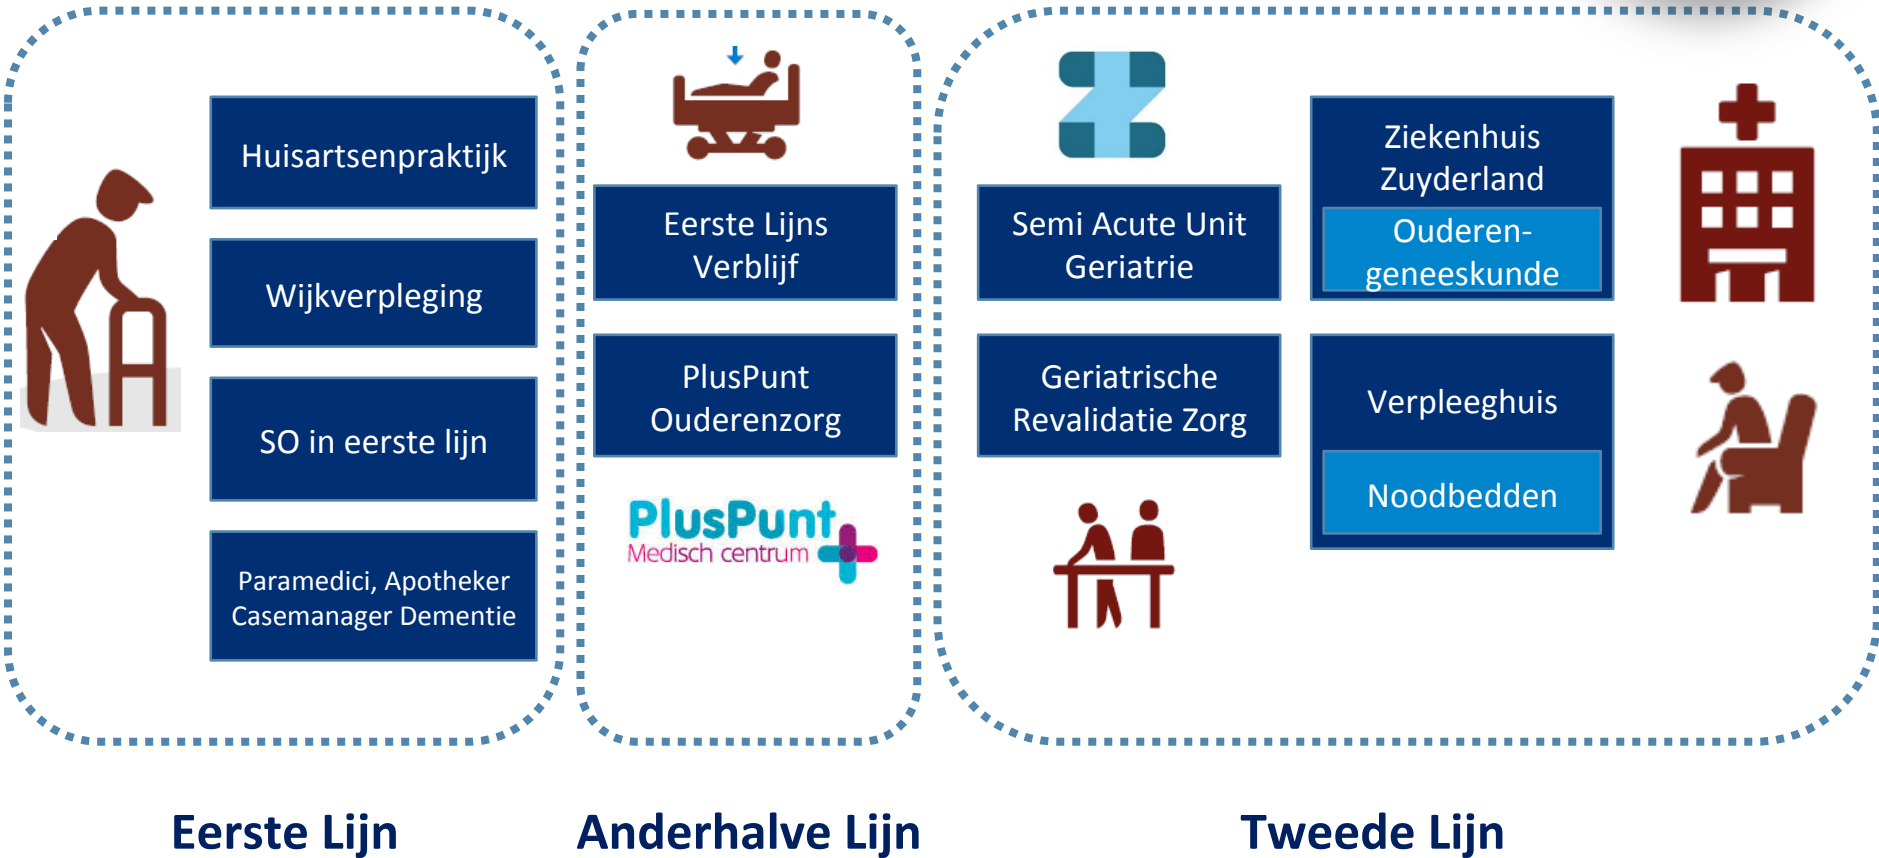 Huisartsenpraktijk
Wijkverpleging
SO in eerste lijn
Paramedici, Apotheker
Casemanager Dementie
Eerste Lijns
Verblijf
PlusPunt
Ouderenzorg
PlusPunt
Medisch centrum
Semi Acute Unit
Geriatrie
Geriatrische
Revalidatie Zorg
Ziekenhuis
Zuyderland
Ouderen-
geneeskunde
Verpleeghuis
Noodbedden
Eerste Lijn
Anderhalve Lijn
Tweede Lijn